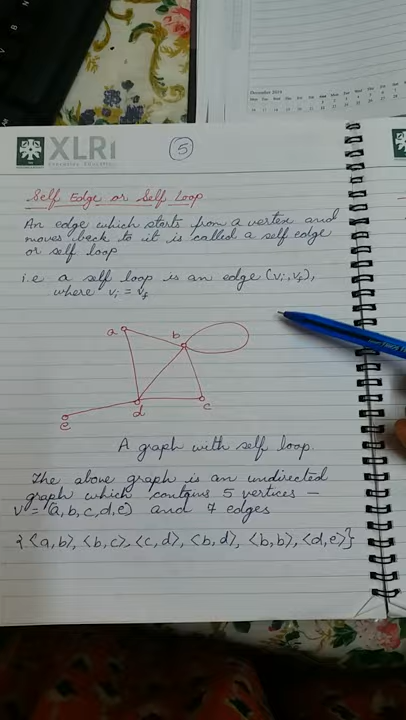 December 2024
XLRI
5
Self Edge or Self Loop
An edge which starts from a vertex and
moves back to it is called a self edge
or self loop
i.e a self loop is an edge (vi, vj),
where vi = vj
a
b
d
c
e
A graph with self loop.
The above graph is an undirected
graph which contains 5 vertices –
V = (a, b, c, d, e) and 7 edges
{<a,b>, <b,c>, <c,d>, <b,d>, <b,b>, <d,e>}